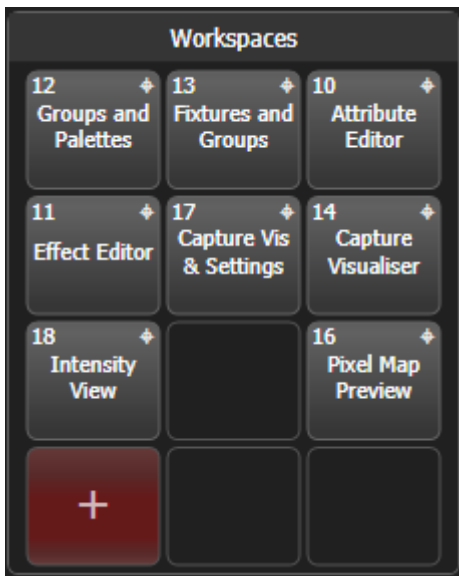 Workspaces
12
Groups and
Palettes
13
Fixtures and
Groups
10
Attribute
Editor
11
Effect Editor
17
Capture Vis
& Settings
14
Capture
Visualiser
18
Intensity
View
16
Pixel Map
Preview
+